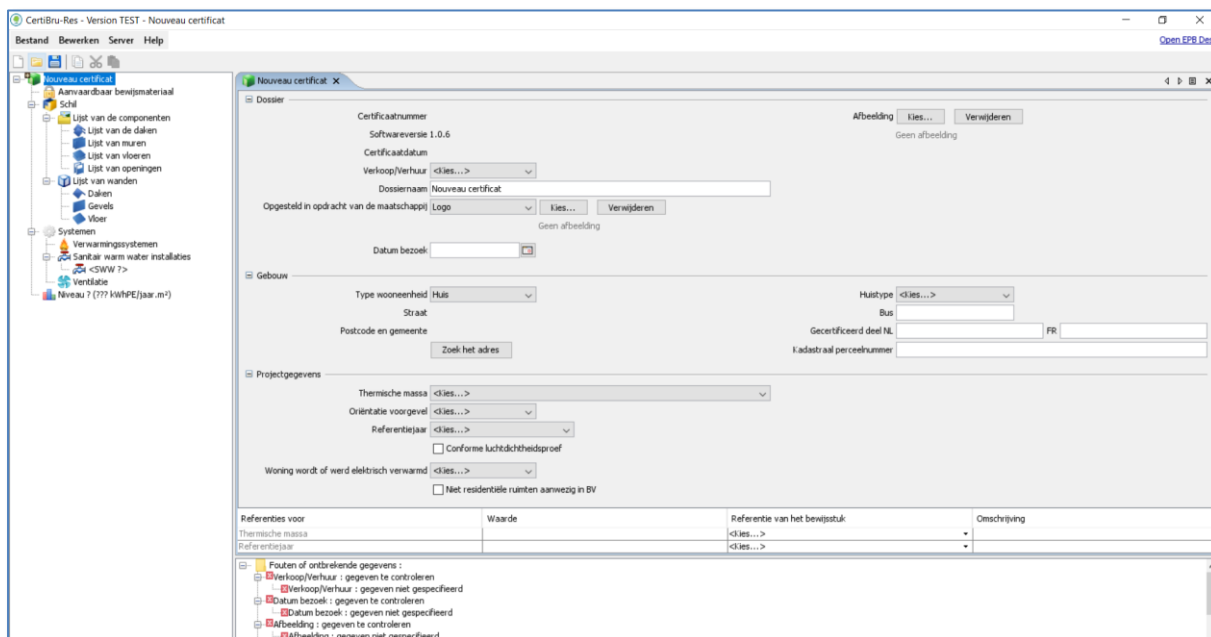 CertiBru-Res - Version TEST - Nouveau certificat
Bestand Bewerken Server Help
Open EPB Des
Nouveau certificat
Aanvaardbaar bewijsmateriaal
Schil
Lijst van de componenten
Lijst van de daken
Lijst van muren
Lijst van vloeren
Lijst van openingen
Lijst van wanden
Daken
Gevels
Vloer
Systemen
Verwarmingssystemen
Sanitair warm water installaties
<SWW ?>
Ventilatie
Niveau ? (??? kWhPE/jaar.m²)
Nouveau certificat
Dossier
Certificaatnummer
Afbeelding Kies... Verwijderen
Softwareversie 1.0.6
Geen afbeelding
Certificaatdatum
Verkoop/Verhuur <Kies...>
Dossiernaam Nouveau certificat
Opgesteld in opdracht van de maatschappij Logo Kies... Verwijderen
Geen afbeelding
Datum bezoek
Gebouw
Type wooneenheid Huis Huistype <Kies...>
Straat Bus
Postcode en gemeente Gecertificeerd deel NL FR
Zoek het adres Kadastraal perceelnummer
Projectgegevens
Thermische massa <Kies...>
Oriëntatie voorgevel <Kies...>
Referentiejaar <Kies...>
Conforme luchtdichtheidsproef
Woning wordt of werd elektrisch verwarmd <Kies...>
Niet residentiële ruimten aanwezig in BV
Referenties voor Waarde Referentie van het bewijsstuk Omschrijving
Thermische massa <Kies...>
Referentiejaar <Kies...>
Fouten of ontbrekende gegevens :
Verkoop/Verhuur : gegeven te controleren
Verkoop/Verhuur : gegeven niet gespecifieerd
Datum bezoek : gegeven te controleren
Datum bezoek : gegeven niet gespecifieerd
Afbeelding : gegeven te controleren
Afbeelding : gegeven niet gespecifieerd